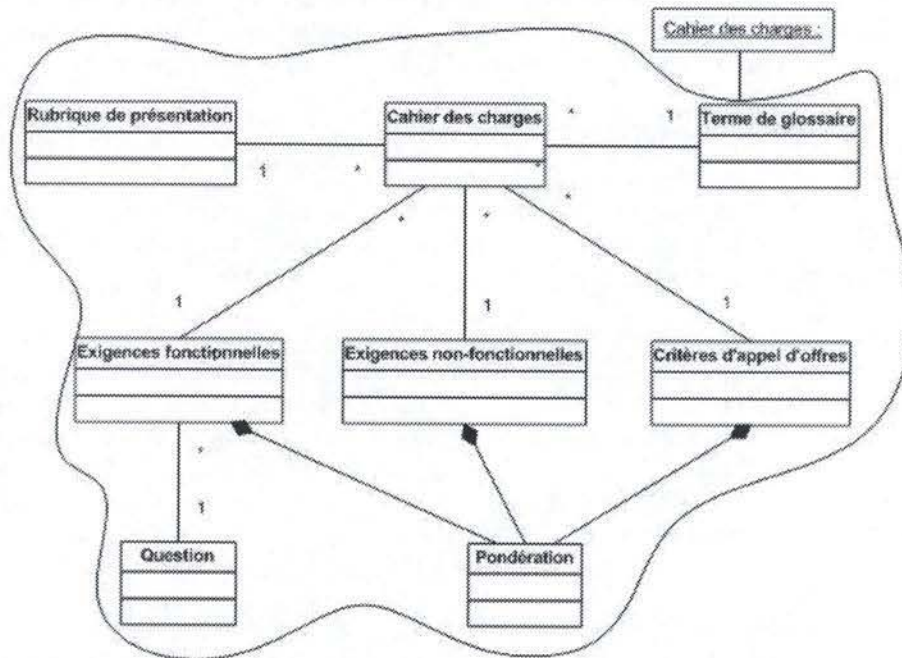 Cahier des charges :
Rubrique de présentation
Cahier des charges
*
1
Terme de glossaire
1
*
*
*
*
*
1
1
1
Exigences fonctionnelles
Exigences non-fonctionnelles
Critères d'appel d'offres
*
1
Question
Pondération